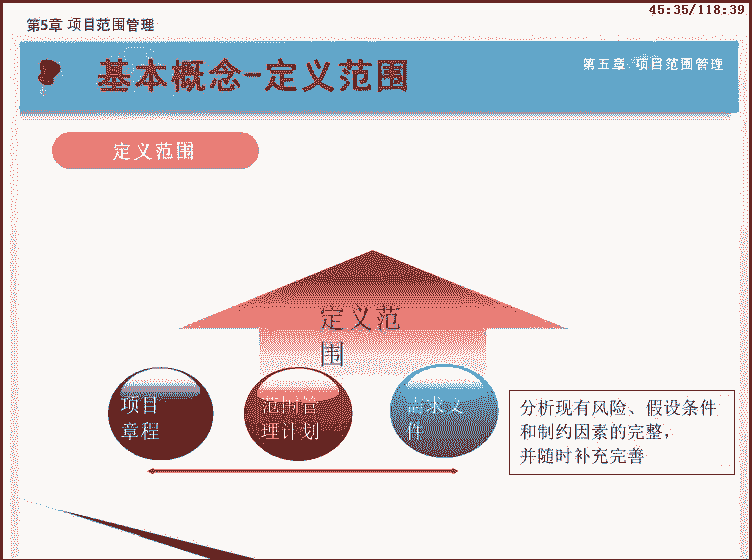 45:35/118:39
第5章 项目范围管理
基本概念-定义范围
第五章 项目范围管理
定义范围
定义范
围
项目
章程
范围管
理计划
需求文
件
分析现有风险、假设条件
和制约因素的完整，
并随时补充完善